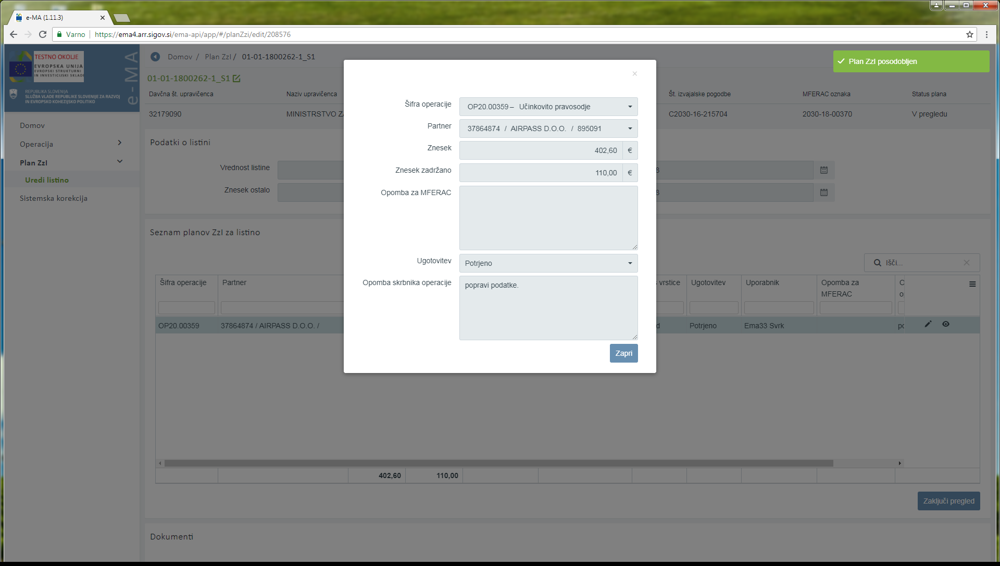 e-MA (1.11.3)
Varno
https://ema4.arr.sigov.si/ema-api/app/#/planZzi/edit/208576
TESTNO OKOLJE
EVROPSKA UNIJA
EVROPSKI STRUKTURNI
IN INVESTICIJSKI SKLAD
e-MA
REPUBLIKA SLOVENIJA
SLUŽBA VLADE REPUBLIKE SLOVENIJE ZA RAZVOJ
IN EVROPSKO KOHEZIJSKO POLITIKO
Domov
Operacija
Plan ZzI
Uredi listino
Sistemska korekcija
Domov / Plan ZzI / 01-01-1800262-1_S1
Plan ZzI posodobljen
01-01-1800262-1_S1
Davčna št. upravičenca
Naziv upravičenca
Št. izvajalske pogodbe
MFERAC oznaka
Status plana
32179090
MINISTRSTVO
C2030-16-215704
2030-18-00370
V pregledu
Podatki o listini
Vrednost listine
8
Znesek ostalo
8
×
Šifra operacije
OP20.00359 – Učinkovito pravosodje
Partner
37864874 / AIRPASS D.O.O. / 895091
Znesek
402,60 €
Znesek zadržano
110,00 €
Opomba za MFERAC
Ugotovitev
Potrjeno
Opomba skrbnika operacije
popravi podatke.
Zapri
Seznam planov ZzI za listino
Išči...
Šifra operacije
Partner
vrstice
Ugotovitev
Uporabnik
Opomba za
MFERAC
OP20.00359
37864874 / AIRPASS D.O.O. /
d
Potrjeno
Ema33 Svrk
402,60
110,00
Zaključi pregled
Dokumenti